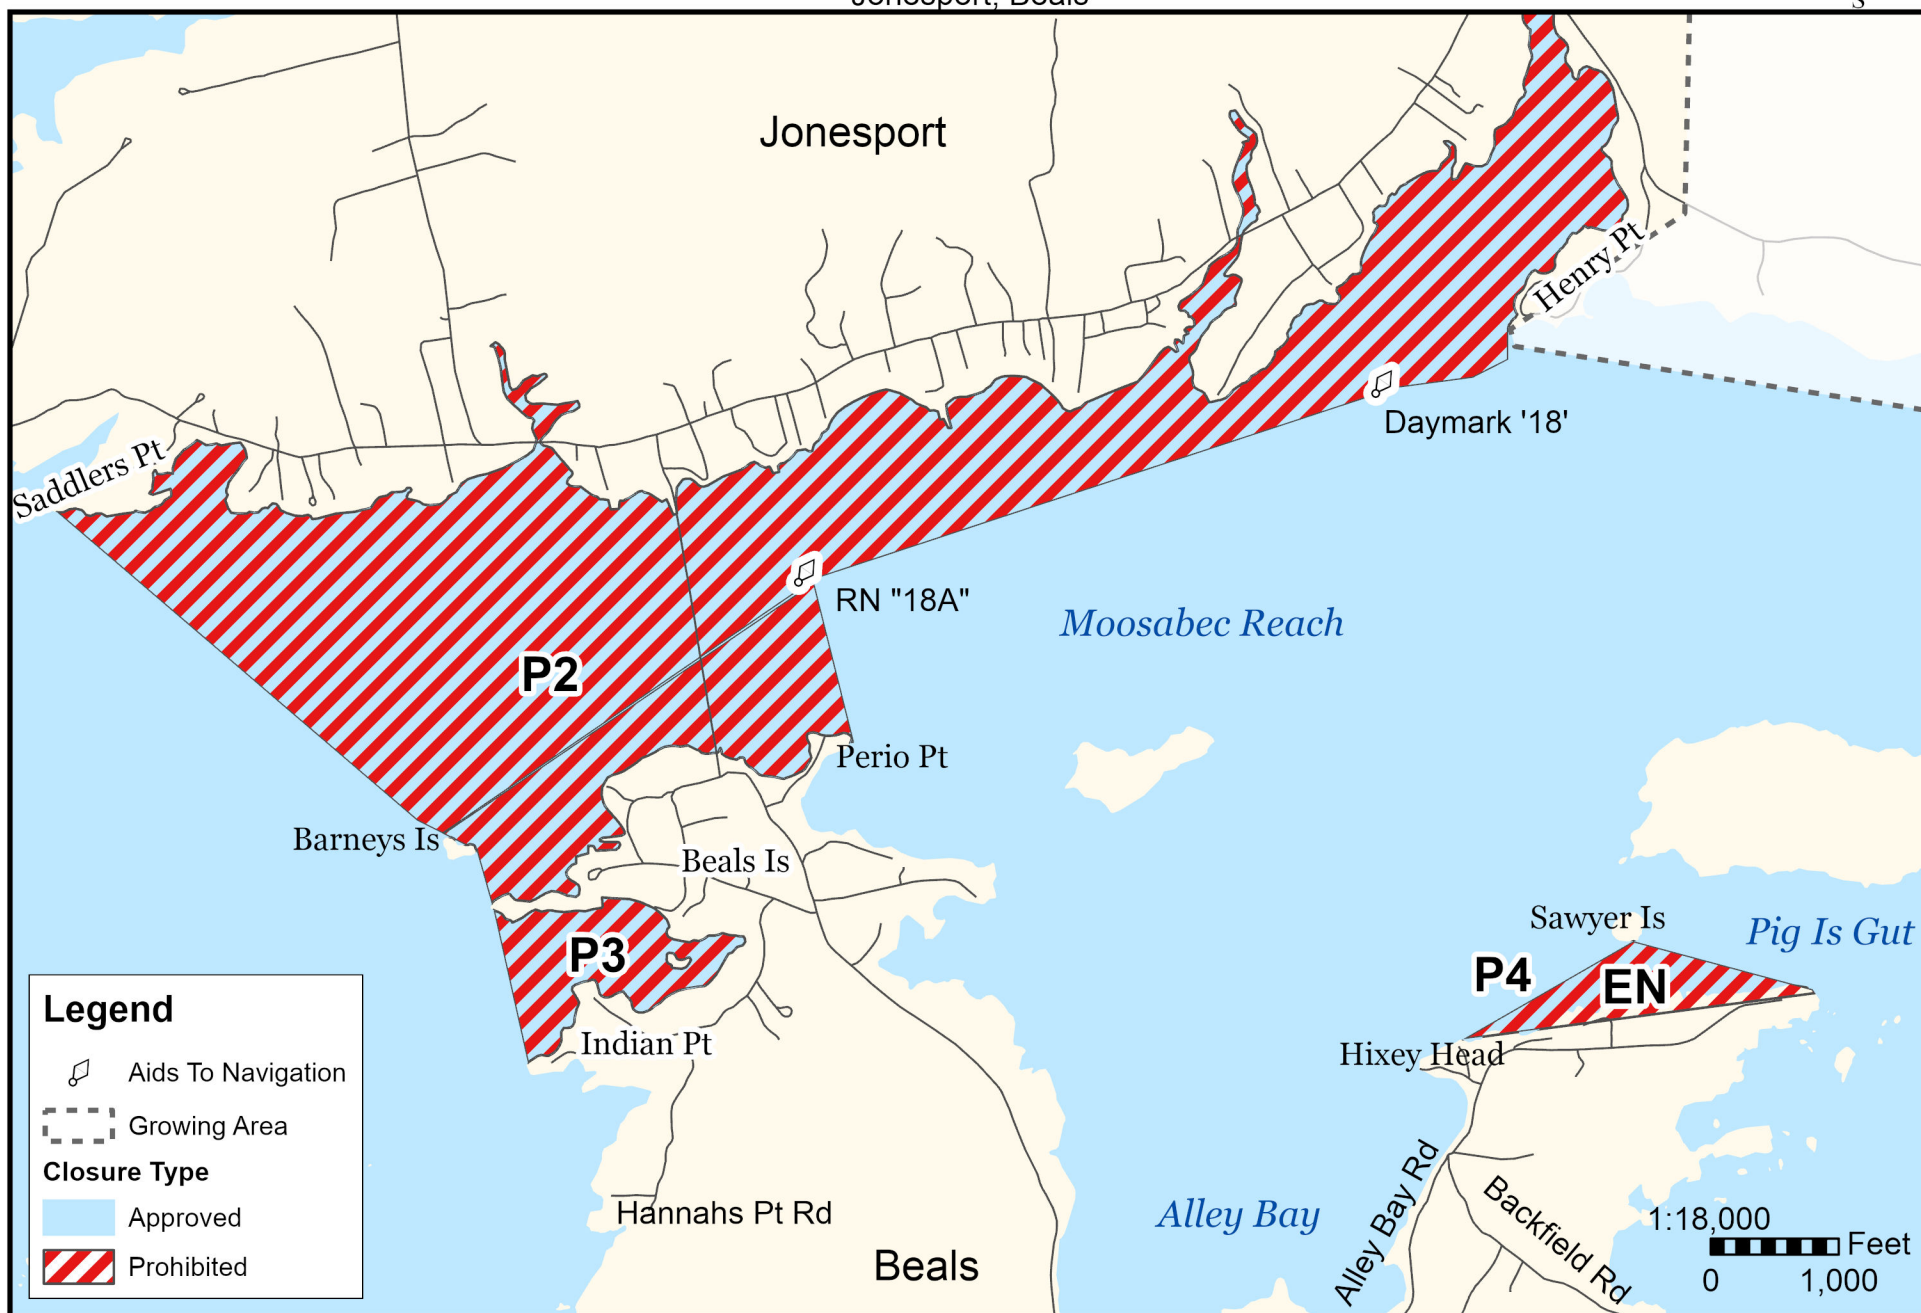 Jonesport, Beals
s
Jonesport
Henry Pt
Daymark '18'
Saddlers Pt
RN "18A"
Moosabec Reach
P2
Perio Pt
Barneys Is
Beals Is
Sawyer Is
Pig Is Gut
P3
P4
EN
Indian Pt
Hixey Head
Legend
Aids To Navigation
Growing Area
Closure Type
Approved
Prohibited
Hannahs Pt Rd
Beals
Alley Bay
Alley Bay Rd
Backfield Rd
1:18,000
Feet
0 1,000